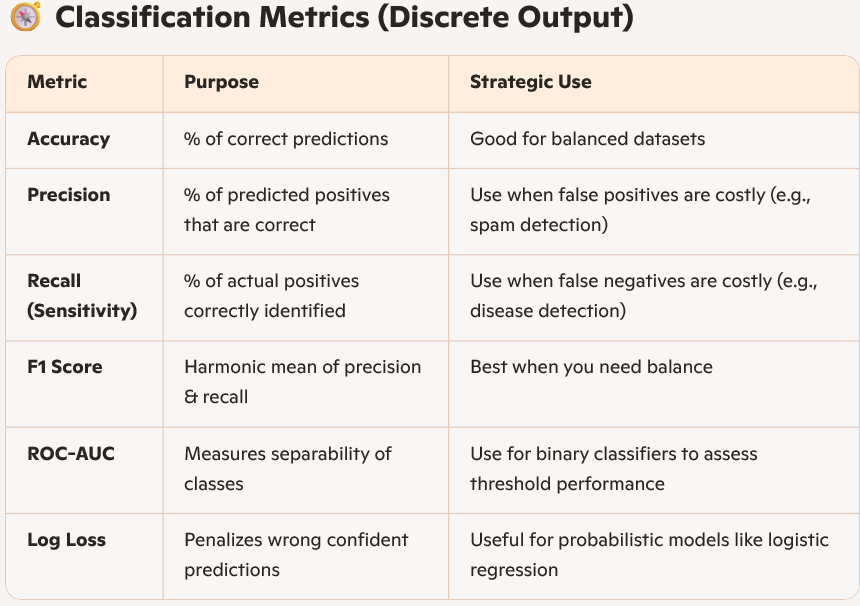 Classification Metrics (Discrete Output)
Metric
Purpose
Strategic Use
Accuracy
% of correct predictions
Good for balanced datasets
Precision
% of predicted positives
that are correct
Use when false positives are costly (e.g.,
spam detection)
Recall
(Sensitivity)
% of actual positives
correctly identified
Use when false negatives are costly (e.g.,
disease detection)
F1 Score
Harmonic mean of precision
& recall
Best when you need balance
ROC-AUC
Measures separability of
classes
Use for binary classifiers to assess
threshold performance
Log Loss
Penalizes wrong confident
predictions
Useful for probabilistic models like logistic
regression